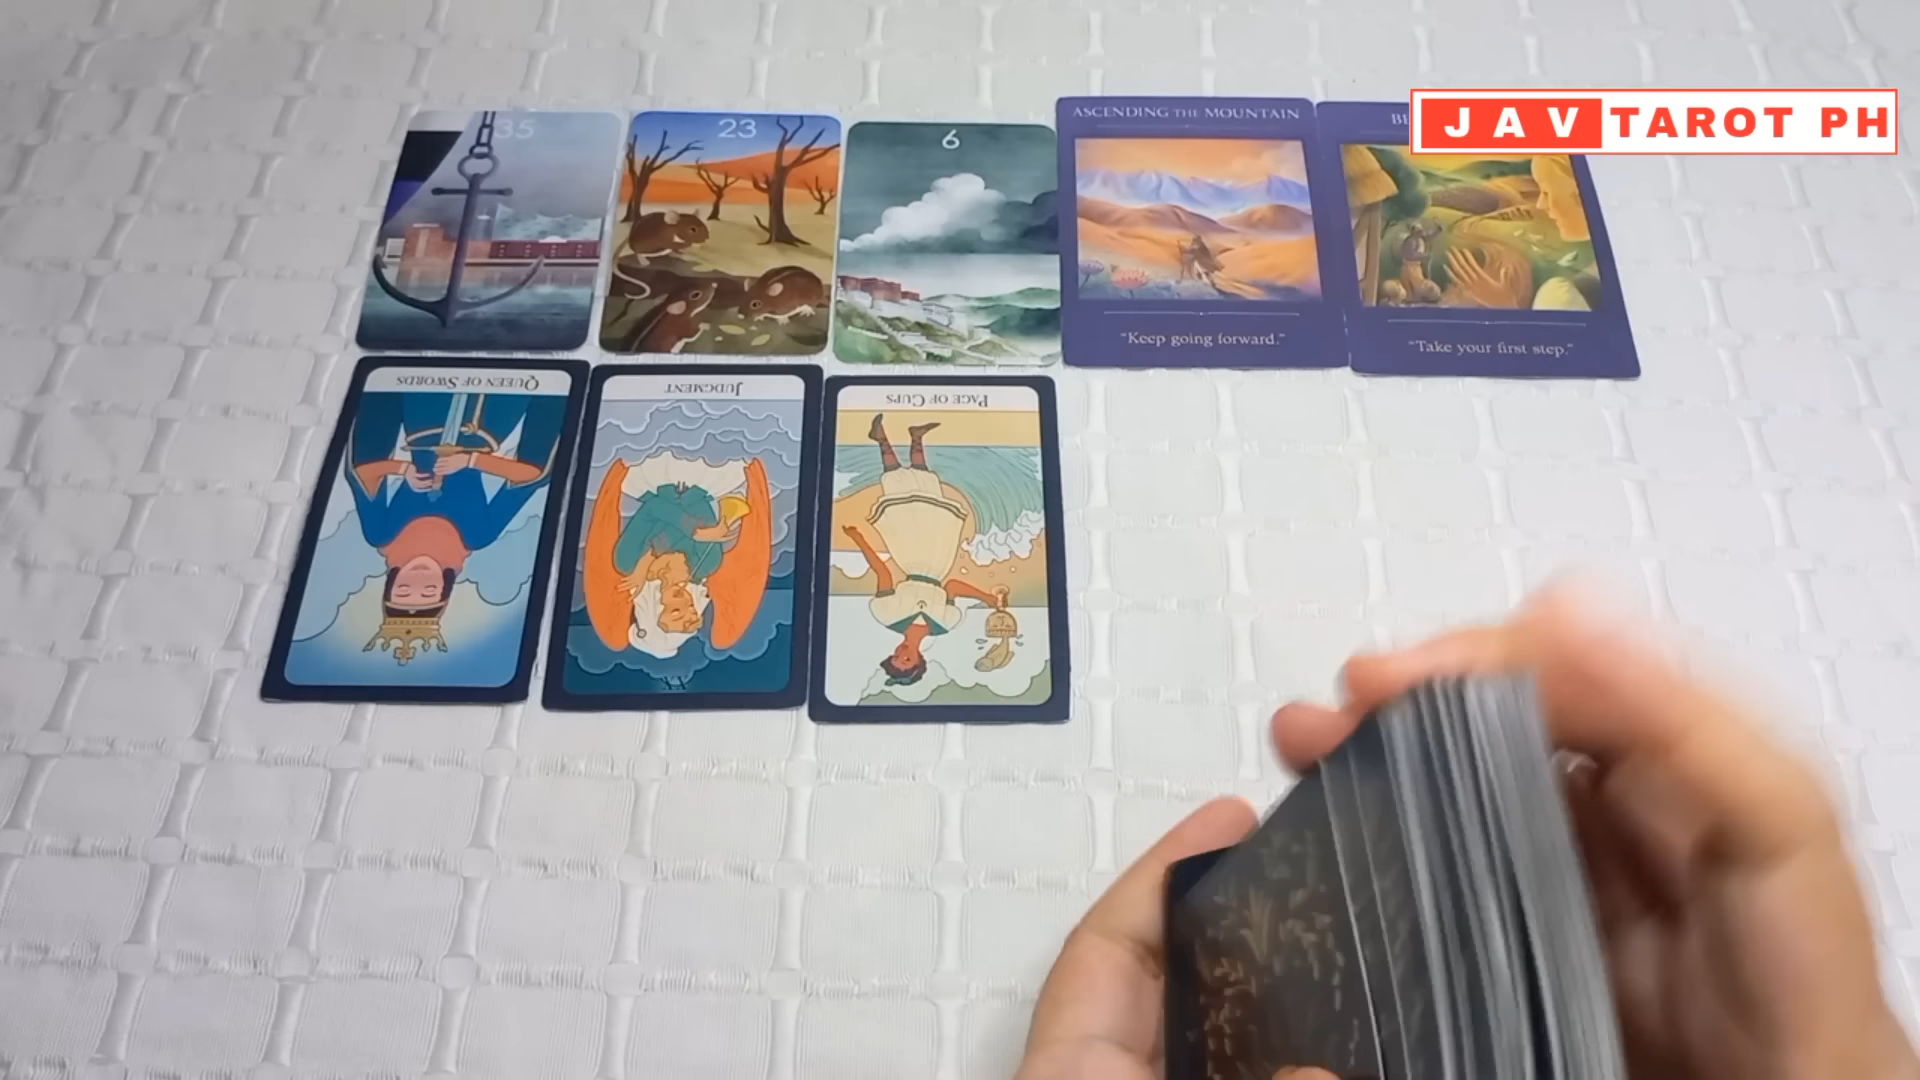 35
23
6
ASCENDING THE MOUNTAIN
JAV TAROT PH
"Keep going forward."
"Take your first step."
QUEEN OF SWORDS
JUDGMENT
PAGE OF CUPS